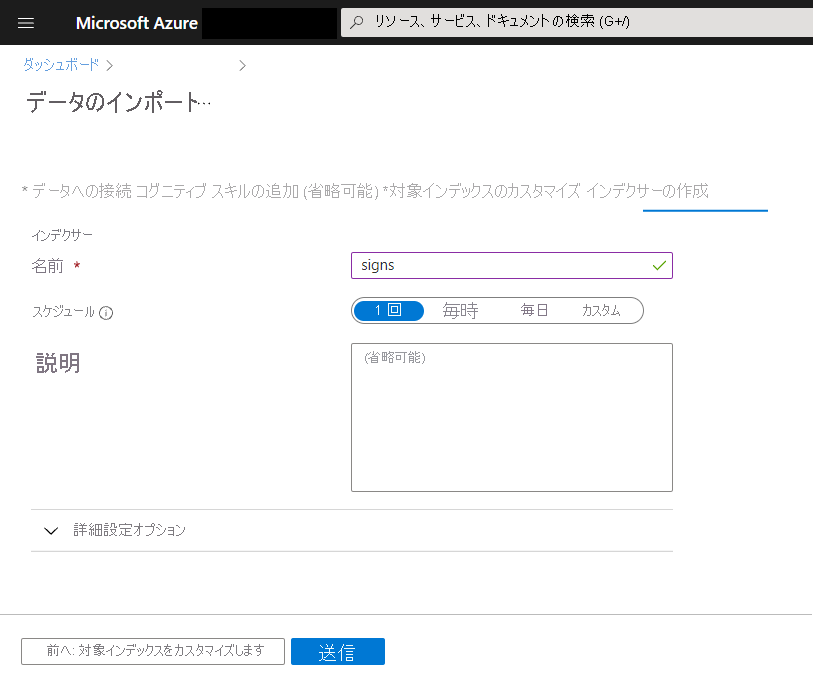 Microsoft Azure
リソース、サービス、ドキュメントの検索 (G+/)
ダッシュボード
データのインポート…
* データへの接続 コグニティブ スキルの追加 (省略可能) *対象インデックスのカスタマイズ インデクサーの作成
インデクサー
名前 *
signs
スケジュール
1 回 毎時 毎日 カスタム
説明
(省略可能)
詳細設定オプション
前へ: 対象インデックスをカスタマイズします
送信